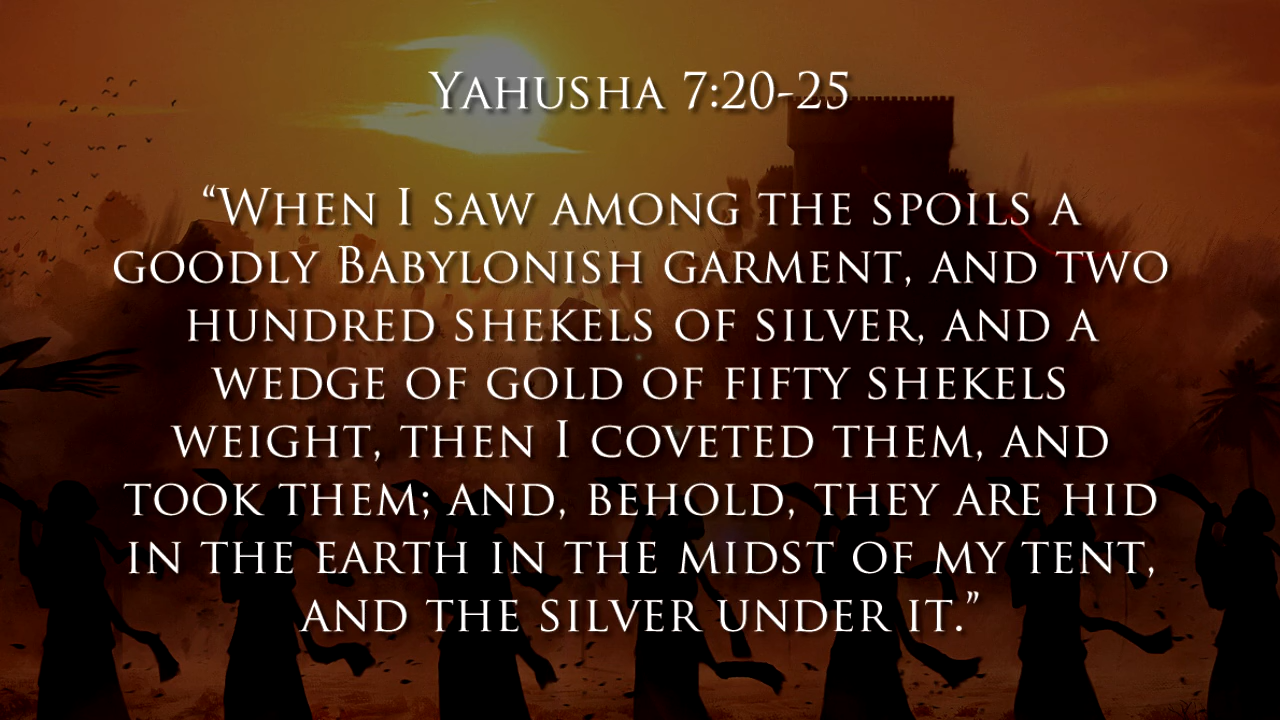 Yahusha 7:20-25
“When I saw among the spoils a
goodly Babylonish garment, and two
hundred shekels of silver, and a
wedge of gold of fifty shekels
weight, then I coveted them, and
took them; and, behold, they are hid
in the earth in the midst of my tent,
and the silver under it.”